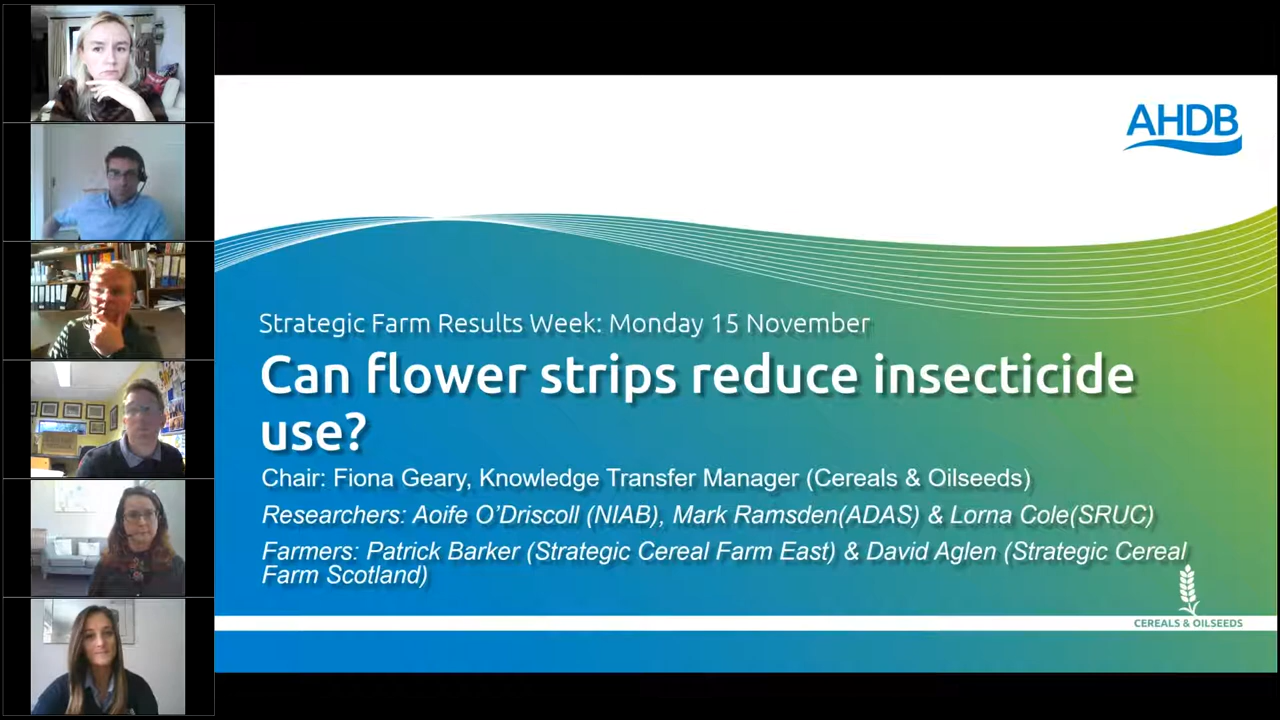 AHDB
Strategic Farm Results Week: Monday 15 November
Can flower strips reduce insecticide
use?
Chair: Fiona Geary, Knowledge Transfer Manager (Cereals & Oilseeds)
Researchers: Aoife O’Driscoll (NIAB), Mark Ramsden(ADAS) & Lorna Cole(SRUC)
Farmers: Patrick Barker (Strategic Cereal Farm East) & David Aglen (Strategic Cereal
Farm Scotland)
CEREALS & OILSEEDS